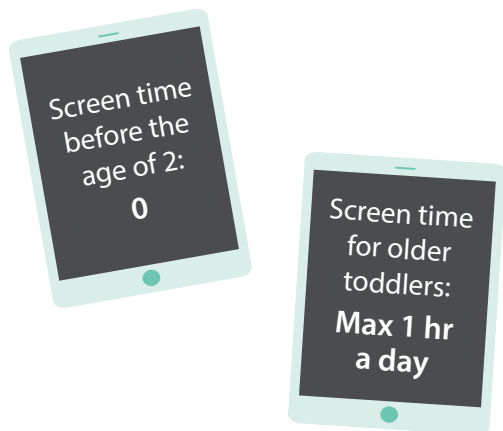 Screen time
before the
age of 2:
0
Screen time
for older
toddlers:
Max 1 hr
a day